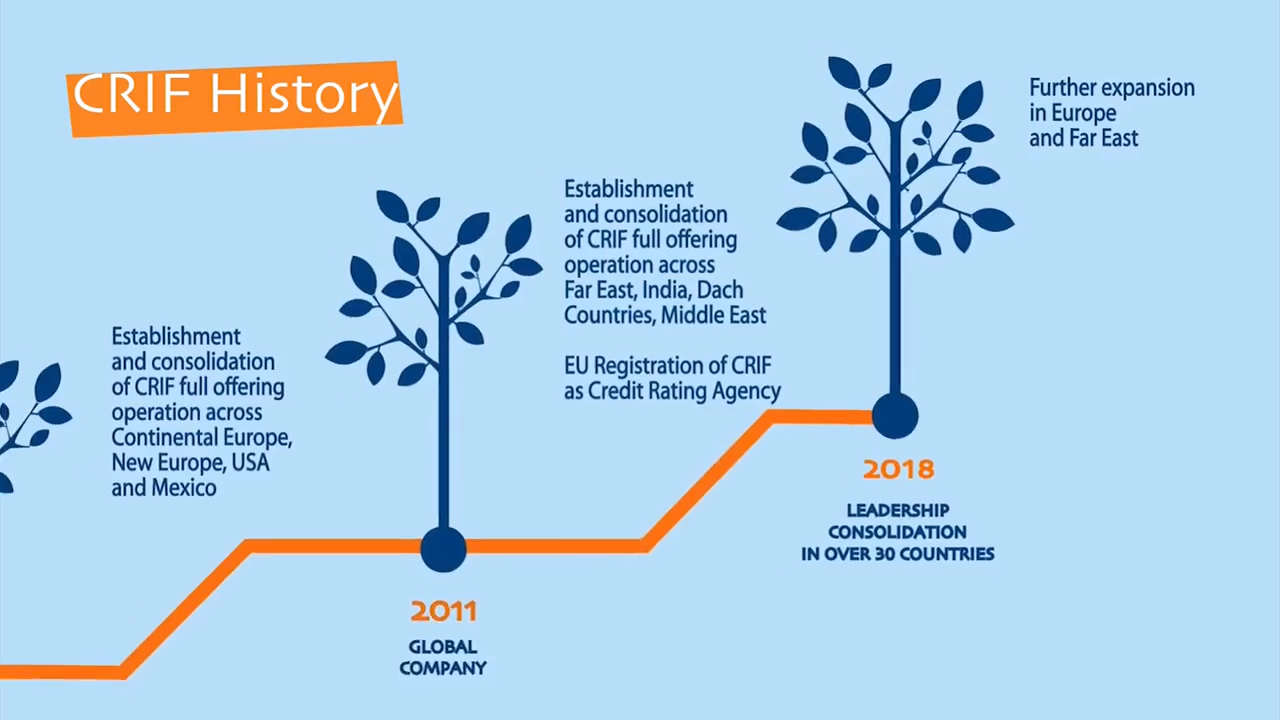 CRIF History
Establishment
and consolidation
of CRIF full offering
operation across
Continental Europe,
New Europe, USA
and Mexico
2011
GLOBAL
COMPANY
Establishment
and consolidation
of CRIF full offering
operation across
Far East, India, Dach
Countries, Middle East
EU Registration of CRIF
as Credit Rating Agency
2018
LEADERSHIP
CONSOLIDATION
IN OVER 30 COUNTRIES
Further expansion
in Europe
and Far East